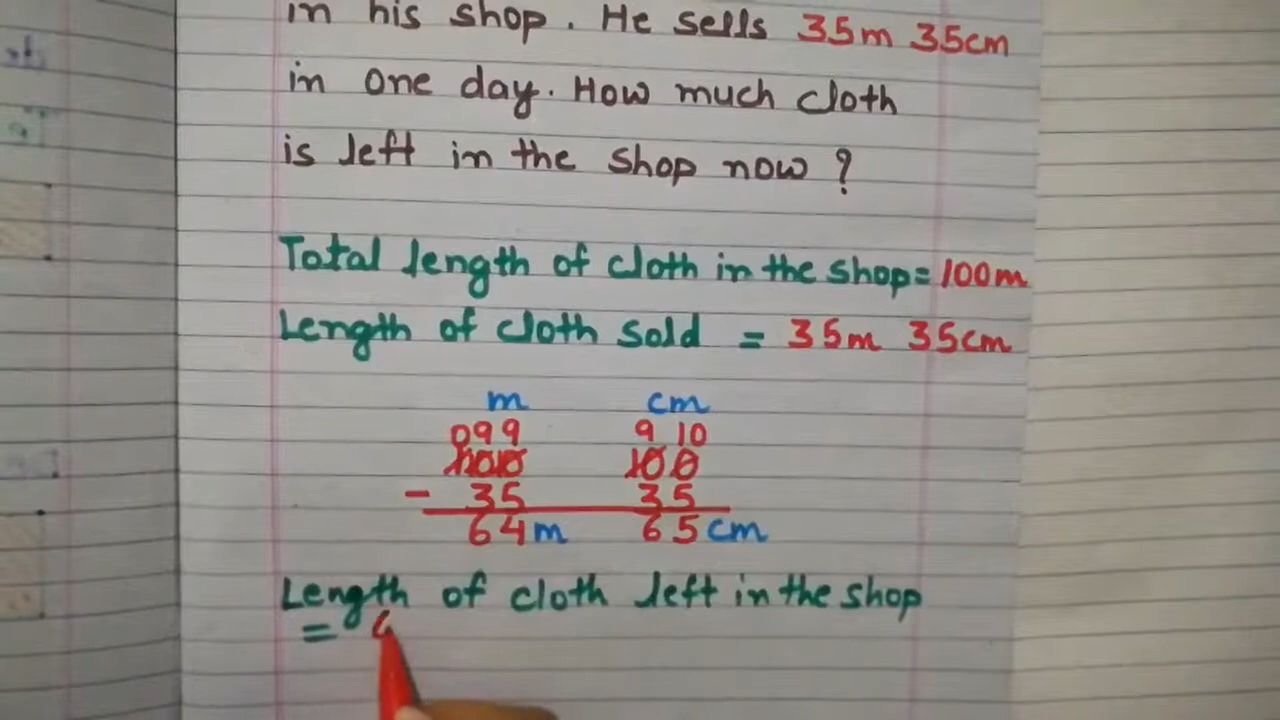 in his shop. He sells 35m 35cm
in one day. How much cloth
is left in the shop now?
Total length of cloth in the shop=100m
Length of cloth sold = 35m 35cm
m cm
099 9 10
100 100
- 35 35
64m 65cm
Length of cloth left in the shop
=